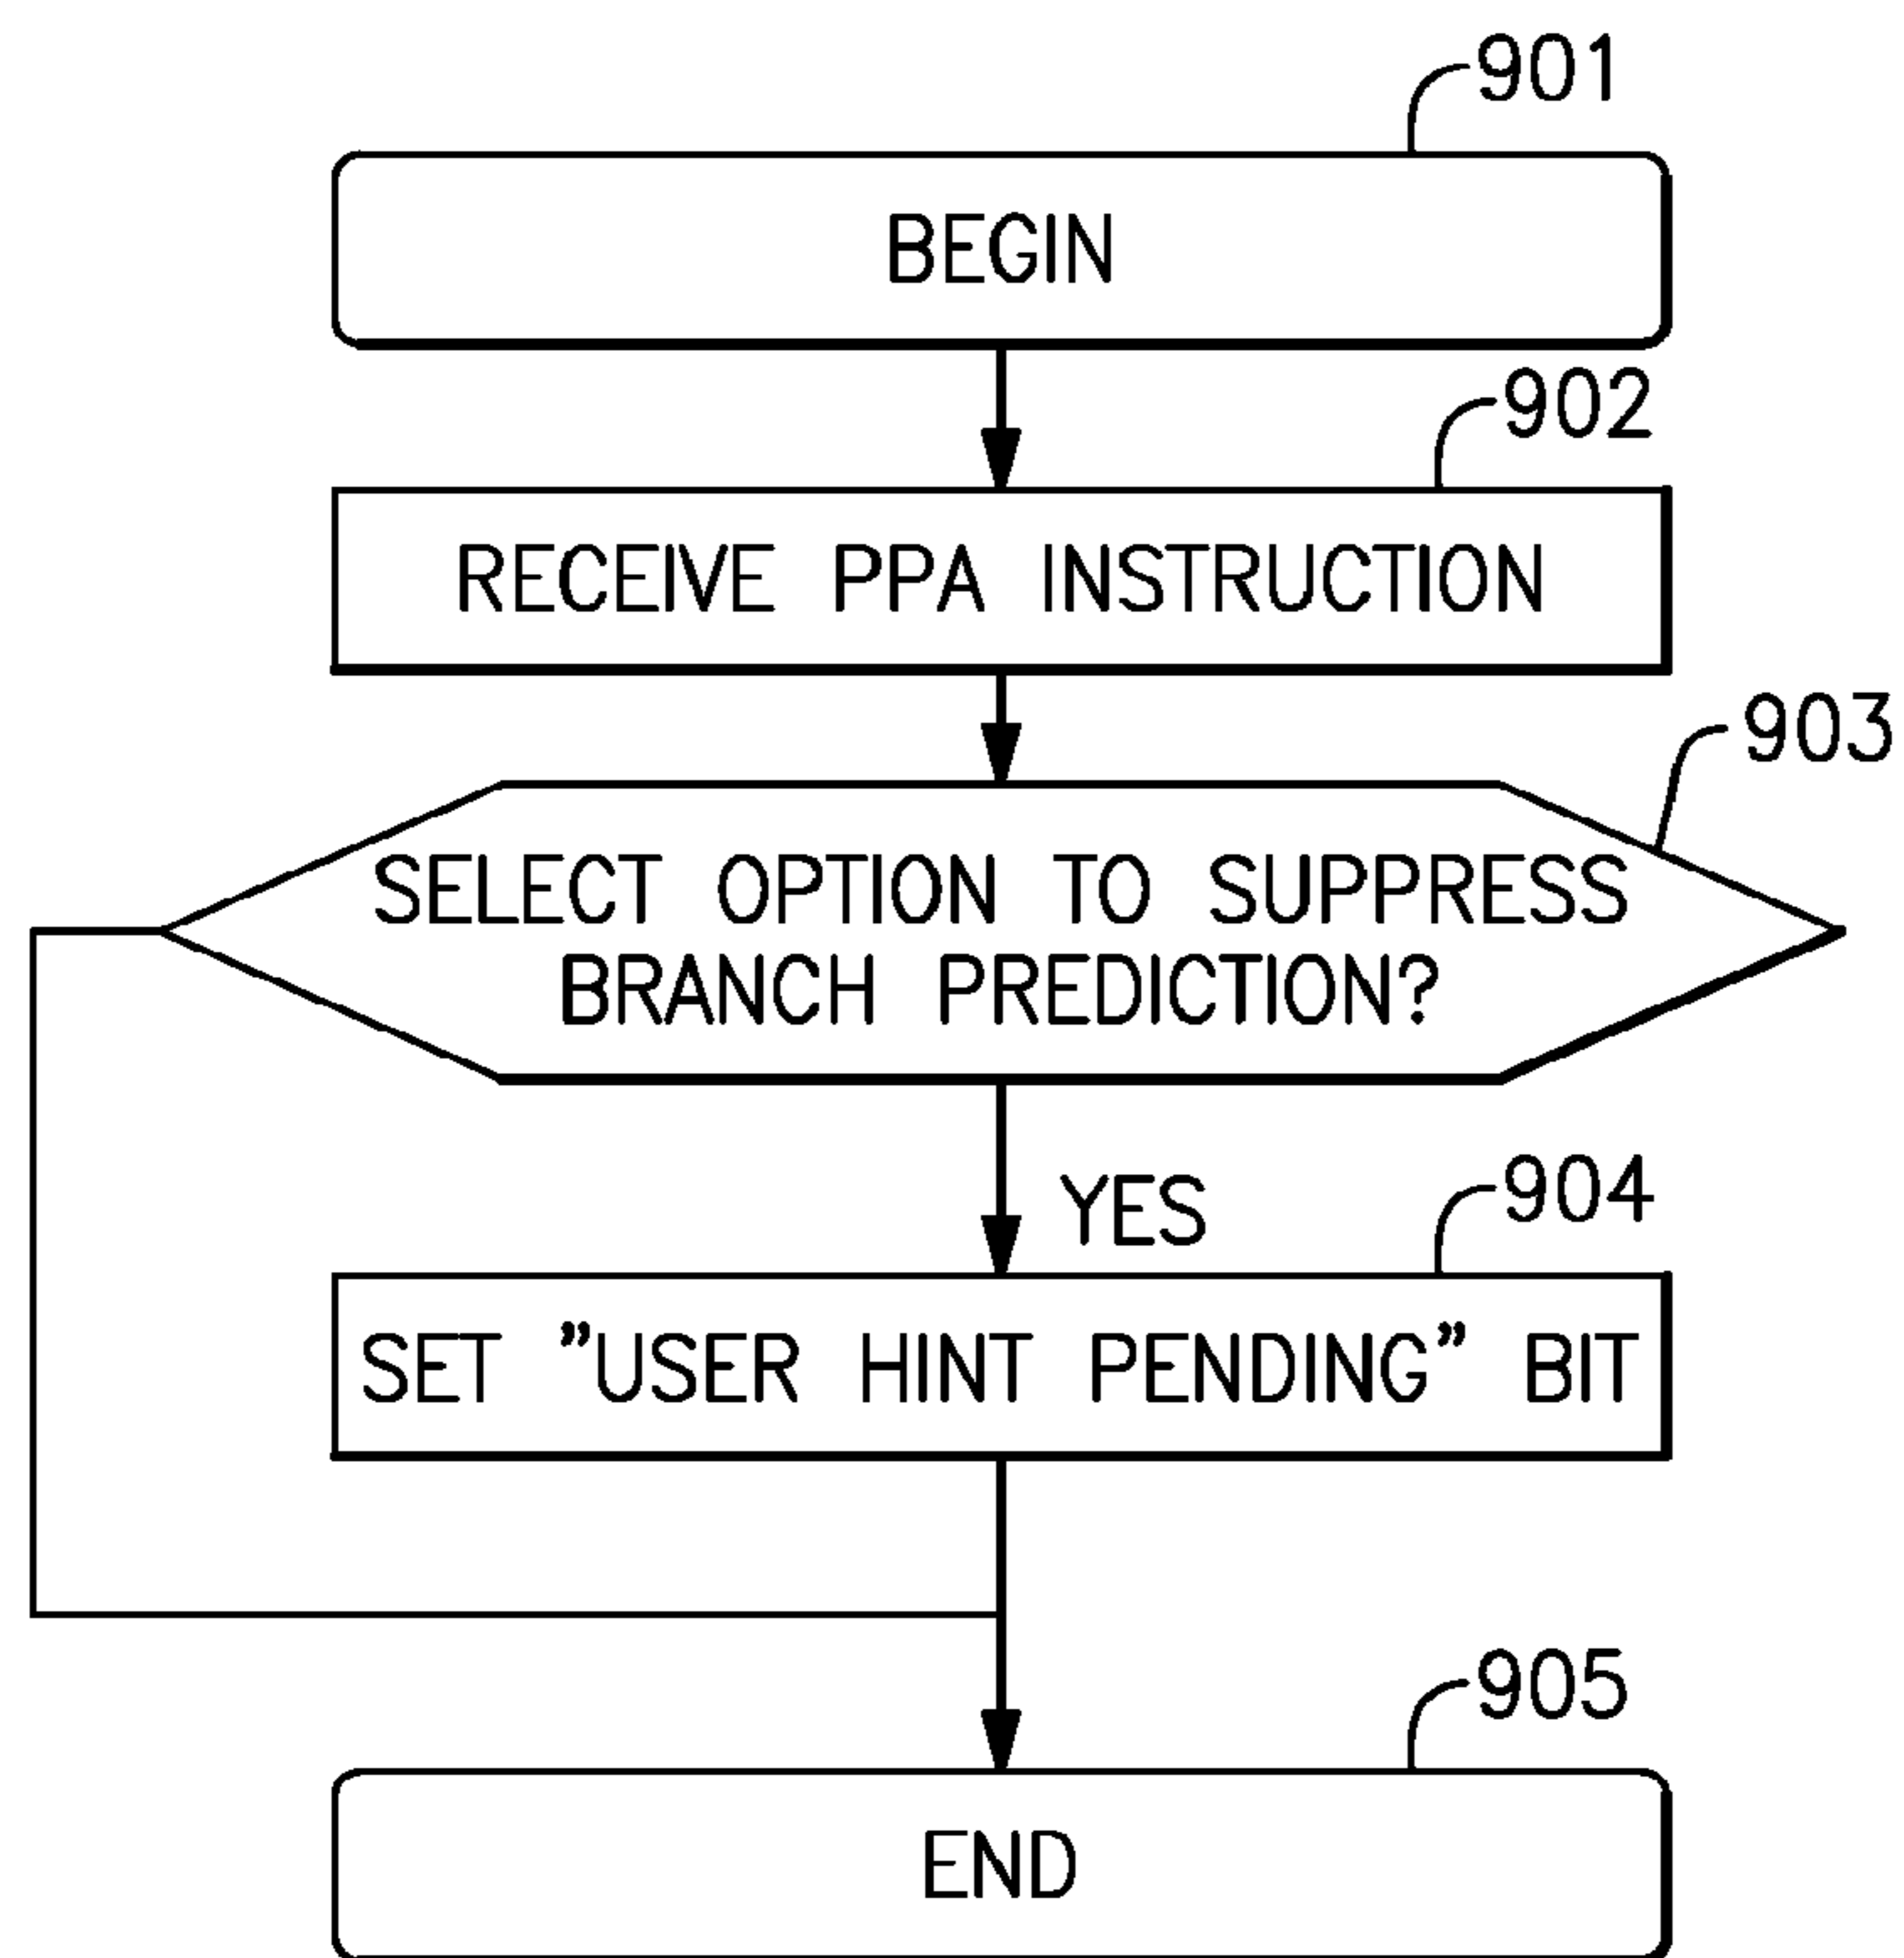 901
BEGIN
902
RECEIVE PPA INSTRUCTION
903
SELECT OPTION TO SUPPRESS
BRANCH PREDICTION?
YES
904
SET ”USER HINT PENDING” BIT
905
END